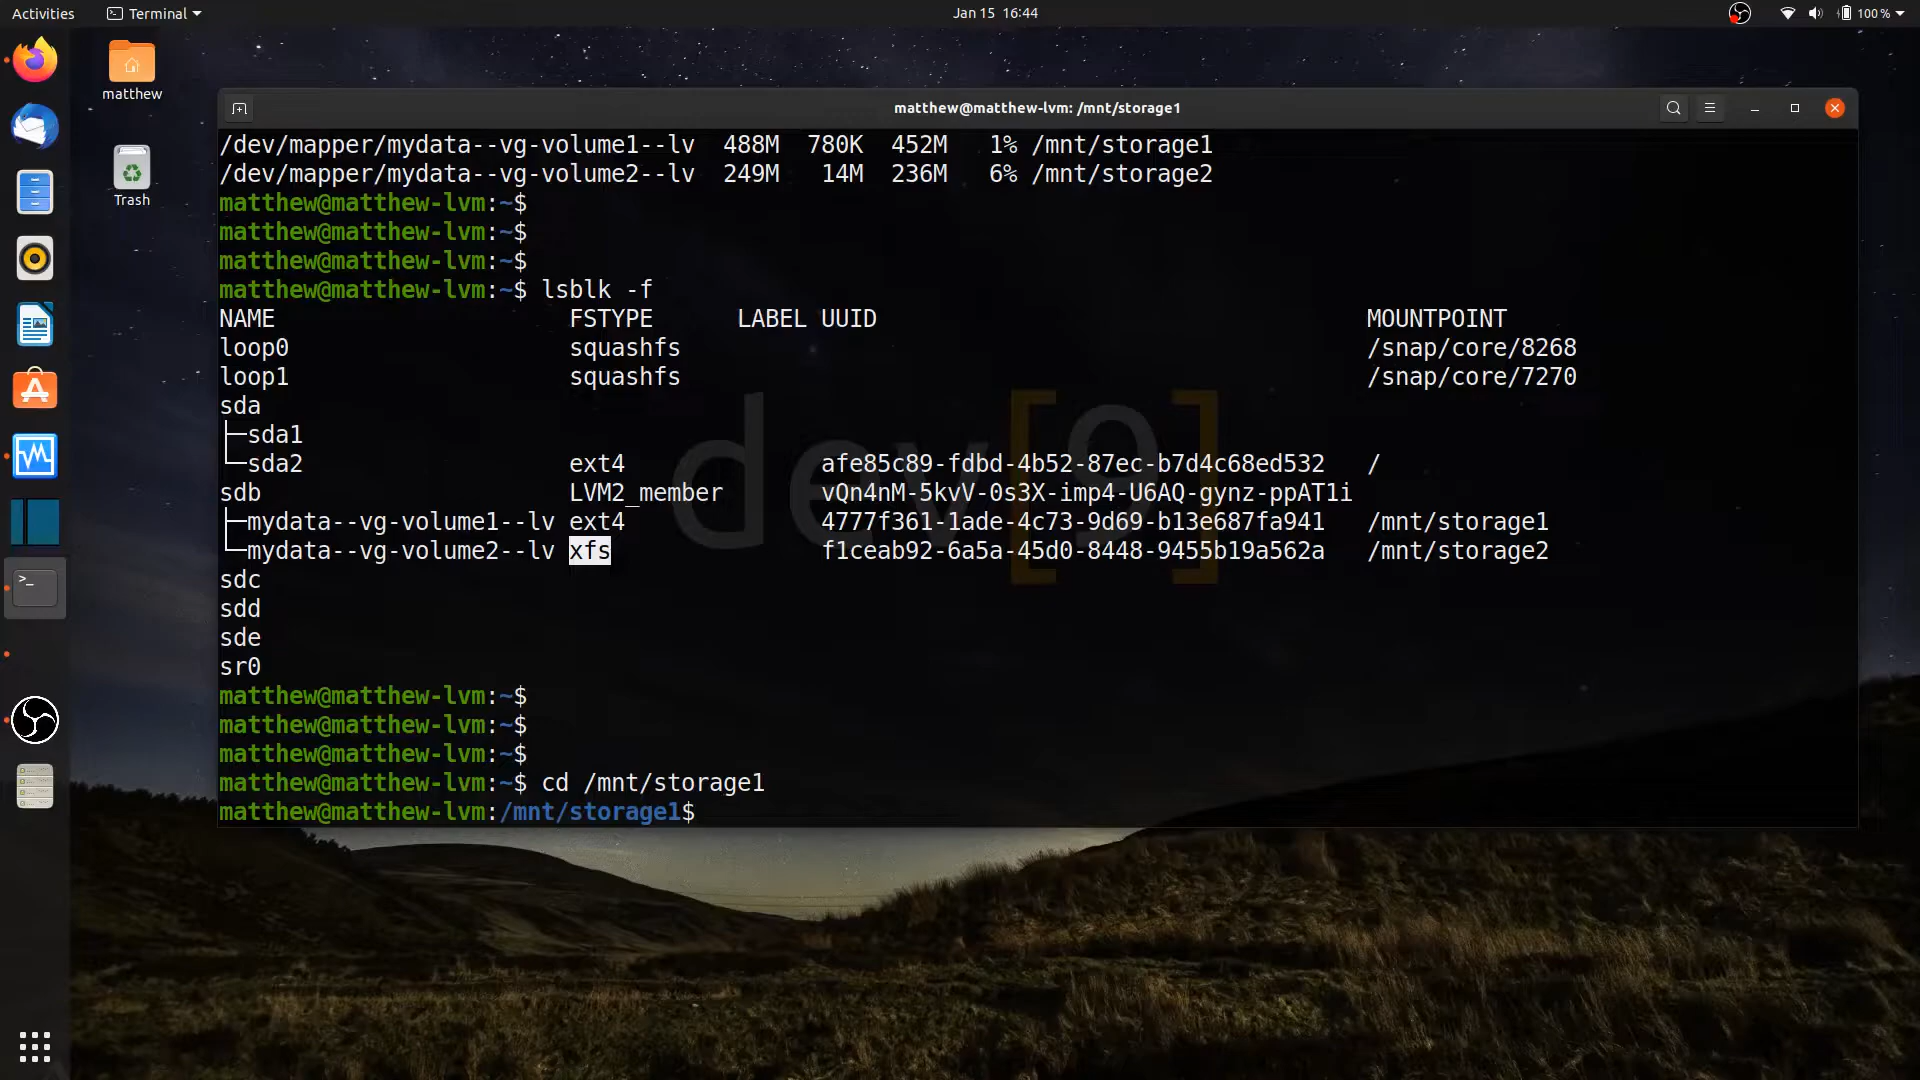 Activities Terminal Jan 15 16:44 100 %
matthew
Trash
matthew@matthew-lvm: /mnt/storage1
/dev/mapper/mydata--vg-volume1--lv 488M 780K 452M 1% /mnt/storage1
/dev/mapper/mydata--vg-volume2--lv 249M 14M 236M 6% /mnt/storage2
matthew@matthew-lvm:~$
matthew@matthew-lvm:~$
matthew@matthew-lvm:~$
matthew@matthew-lvm:~$ lsblk -f
NAME FSTYPE LABEL UUID MOUNTPOINT
loop0 squashfs /snap/core/8268
loop1 squashfs /snap/core/7270
sda
├─sda1
└─sda2 ext4 afe85c89-fdbd-4b52-87ec-b7d4c68ed532 /
sdb LVM2_member vQn4nM-5kvV-0s3X-imp4-U6AQ-gynz-ppAT1i
├─mydata--vg-volume1--lv ext4 4777f361-1ade-4c73-9d69-b13e687fa941 /mnt/storage1
└─mydata--vg-volume2--lv xfs f1ceab92-6a5a-45d0-8448-9455b19a562a /mnt/storage2
sdc
sdd
sde
sr0
matthew@matthew-lvm:~$
matthew@matthew-lvm:~$
matthew@matthew-lvm:~$
matthew@matthew-lvm:~$ cd /mnt/storage1
matthew@matthew-lvm:/mnt/storage1$
dev[9]